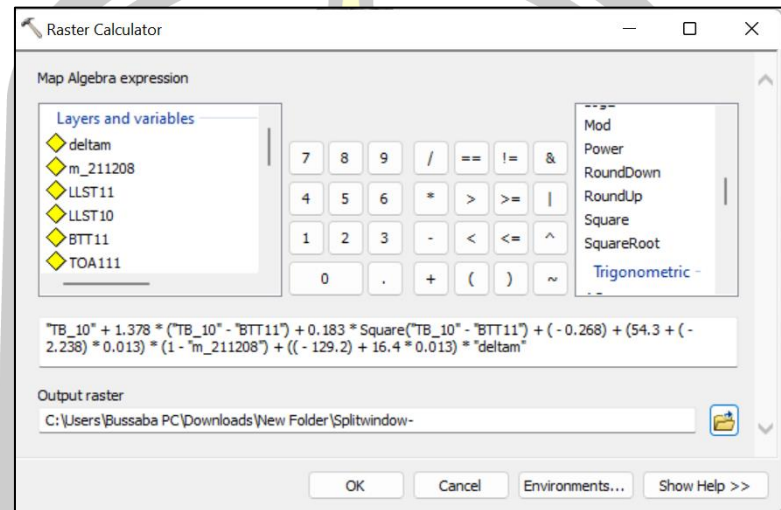 Raster Calculator
Map Algebra expression
Layers and variables
deltam
m_211208
LLST11
LLST10
BTT11
TOA111
7 8 9 / == != &
4 5 6 * > >= |
1 2 3 - < <= ^
0 . + ( ) ~
Mod
Power
RoundDown
RoundUp
Square
SquareRoot
Trigonometric
"TB_10" + 1.378 * ("TB_10" - "BTT11") + 0.183 * Square("TB_10" - "BTT11") + ( - 0.268) + (54.3 + ( -
2.238) * 0.013) * (1 - "m_211208") + (( - 129.2) + 16.4 * 0.013) * "deltam"
Output raster
C:\Users\Bussaba PC\Downloads\New Folder\Splitwindow-
OK Cancel Environments... Show Help >>